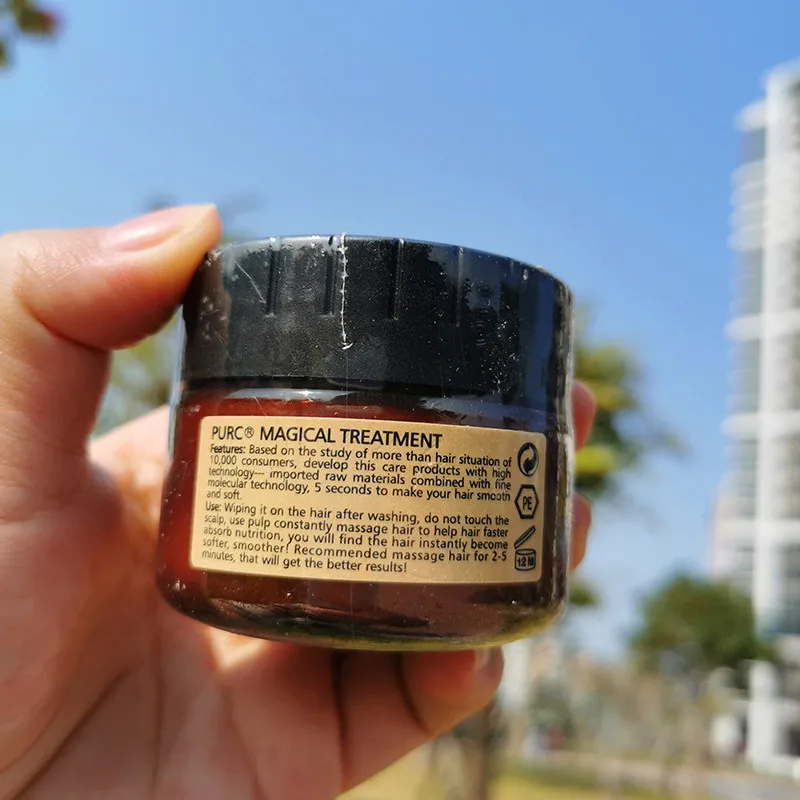 PURC® MAGICAL TREATMENT
Features: Based on the study of more than hair situation of
10,000 consumers, develop this care products with high
technology--- imported raw materials combined with fine
molecular technology, 5 seconds to make your hair smooth
and soft.
Use: Wiping it on the hair after washing, do not touch the
scalp, use pulp constantly massage hair to help hair faster
absorb nutrition, you will find the hair instantly become
softer, smoother! Recommended massage hair for 2-5
minutes, that will get the better results!
PE
12 M